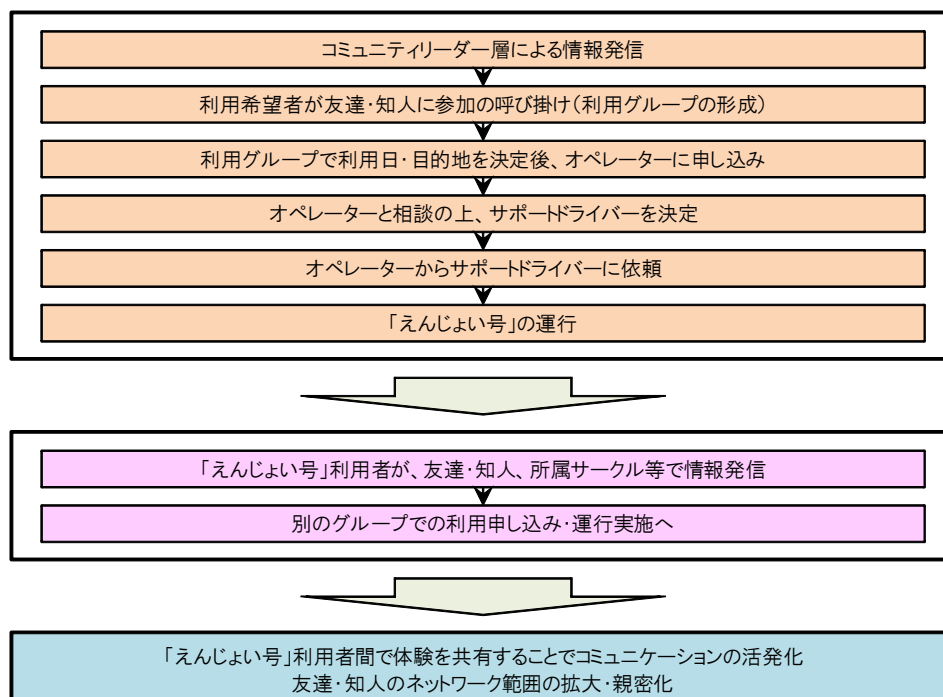 コミュニティリーダー層による情報発信
利用希望者が友達・知人に参加の呼び掛け(利用グループの形成)
利用グループで利用日・目的地を決定後、オペレーターに申し込み
オペレーターと相談の上、サポートドライバーを決定
オペレーターからサポートドライバーに依頼
「えんじょい号」の運行
「えんじょい号」利用者が、友達・知人、所属サークル等で情報発信
別のグループでの利用申し込み・運行実施へ
「えんじょい号」利用者間で体験を共有することでコミュニケーションの活発化
友達・知人のネットワーク範囲の拡大・親密化